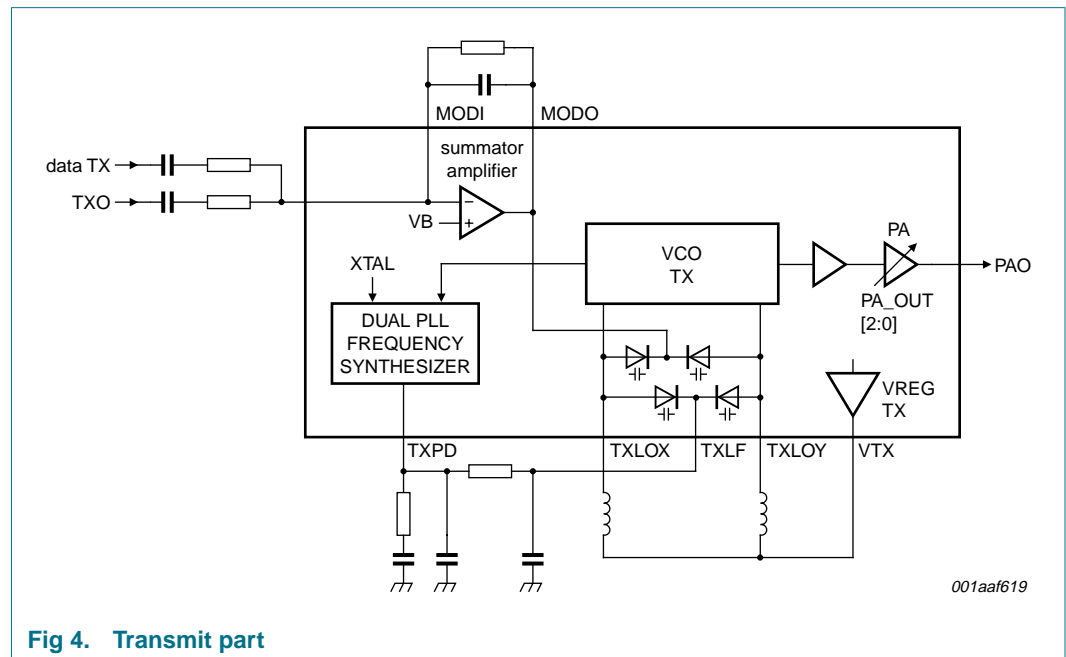 MODI MODO
data TX
TXO
summator
amplifier
−
VB
+
XTAL
DUAL PLL
FREQUENCY
SYNTHESIZER
VCO
TX
PA
PAO
PA_OUT
[2:0]
VREG
TX
TXPD TXLOX TXLF TXLOY VTX
001aaf619
Fig 4. Transmit part